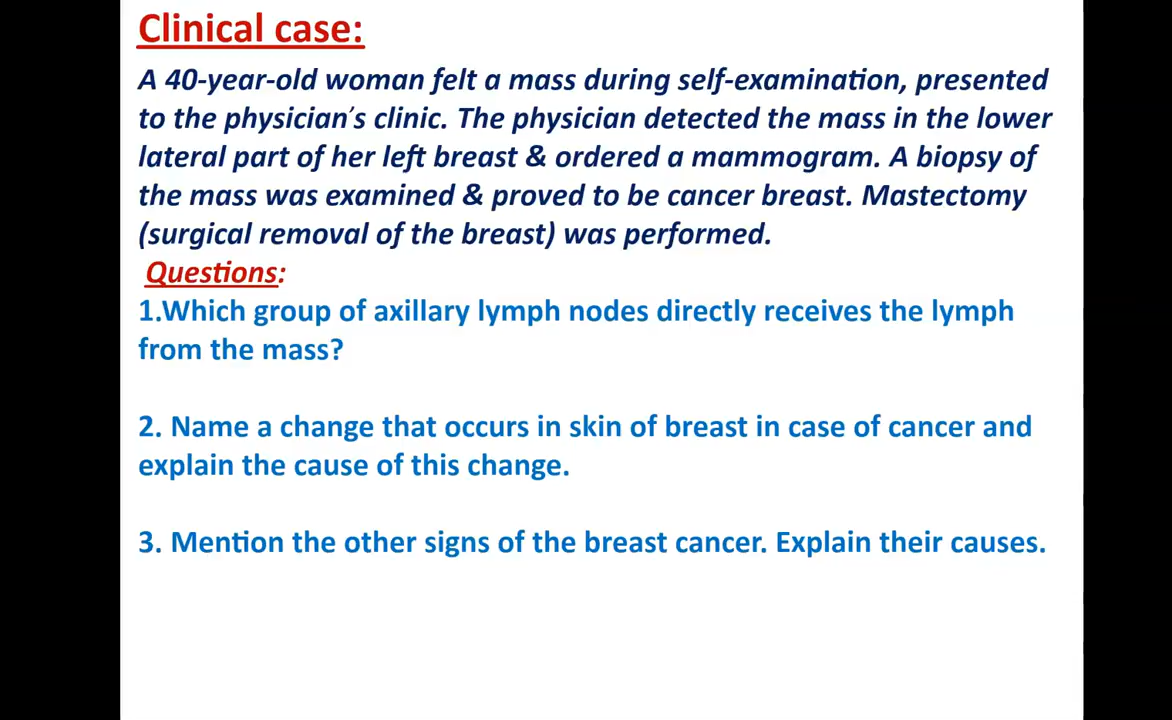 Clinical case:
A 40-year-old woman felt a mass during self-examination, presented
to the physician's clinic. The physician detected the mass in the lower
lateral part of her left breast & ordered a mammogram. A biopsy of
the mass was examined & proved to be cancer breast. Mastectomy
(surgical removal of the breast) was performed.
Questions:
1.Which group of axillary lymph nodes directly receives the lymph
from the mass?
2. Name a change that occurs in skin of breast in case of cancer and
explain the cause of this change.
3. Mention the other signs of the breast cancer. Explain their causes.